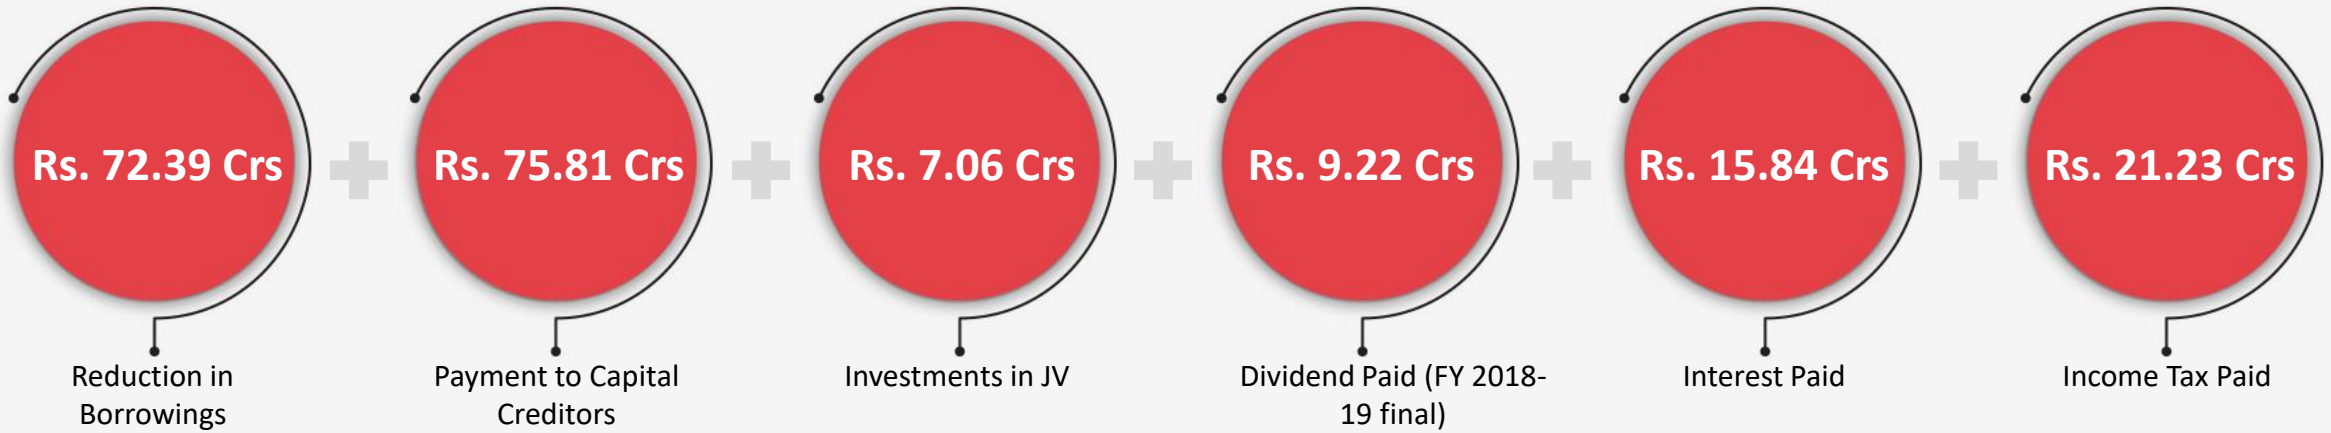 Rs. 72.39 Crs
Rs. 75.81 Crs
Rs. 7.06 Crs
Rs. 9.22 Crs
Rs. 15.84 Crs
Rs. 21.23 Crs
Reduction in
Borrowings
Payment to Capital
Creditors
Investments in JV
Dividend Paid (FY 2018-
19 final)
Interest Paid
Income Tax Paid